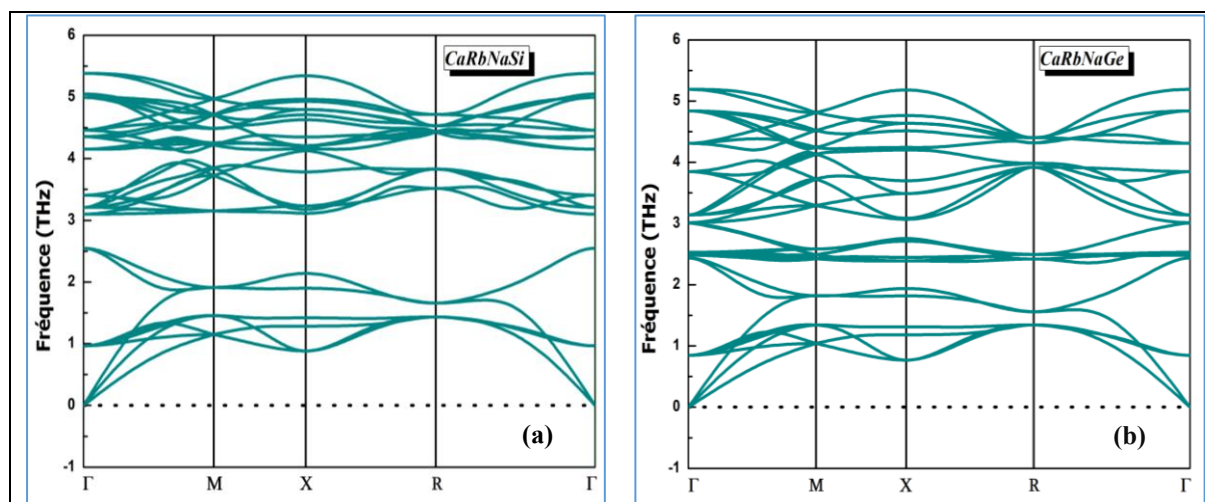 6
5
4
3
2
1
0
-1
Fréquence (THz)
CaRbNaSi
(a)
Γ M X R Γ
6
5
4
3
2
1
0
-1
Fréquence (THz)
CaRbNaGe
(b)
Γ M X R Γ